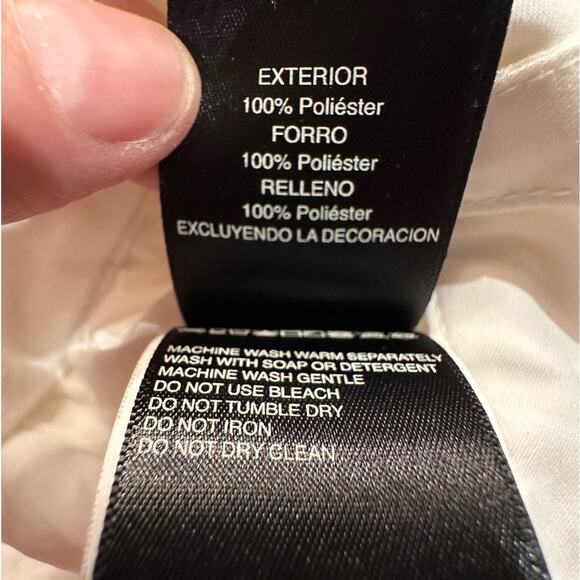 EXTERIOR
100% Poliéster
FORRO
100% Poliéster
RELLENO
100% Poliéster
EXCLUYENDO LA DECORACION
MACHINE WASH WARM SEPARATELY
WASH WITH SOAP OR DETERGENT
MACHINE WASH GENTLE
DO NOT USE BLEACH
DO NOT TUMBLE DRY
DO NOT IRON
DO NOT DRY CLEAN